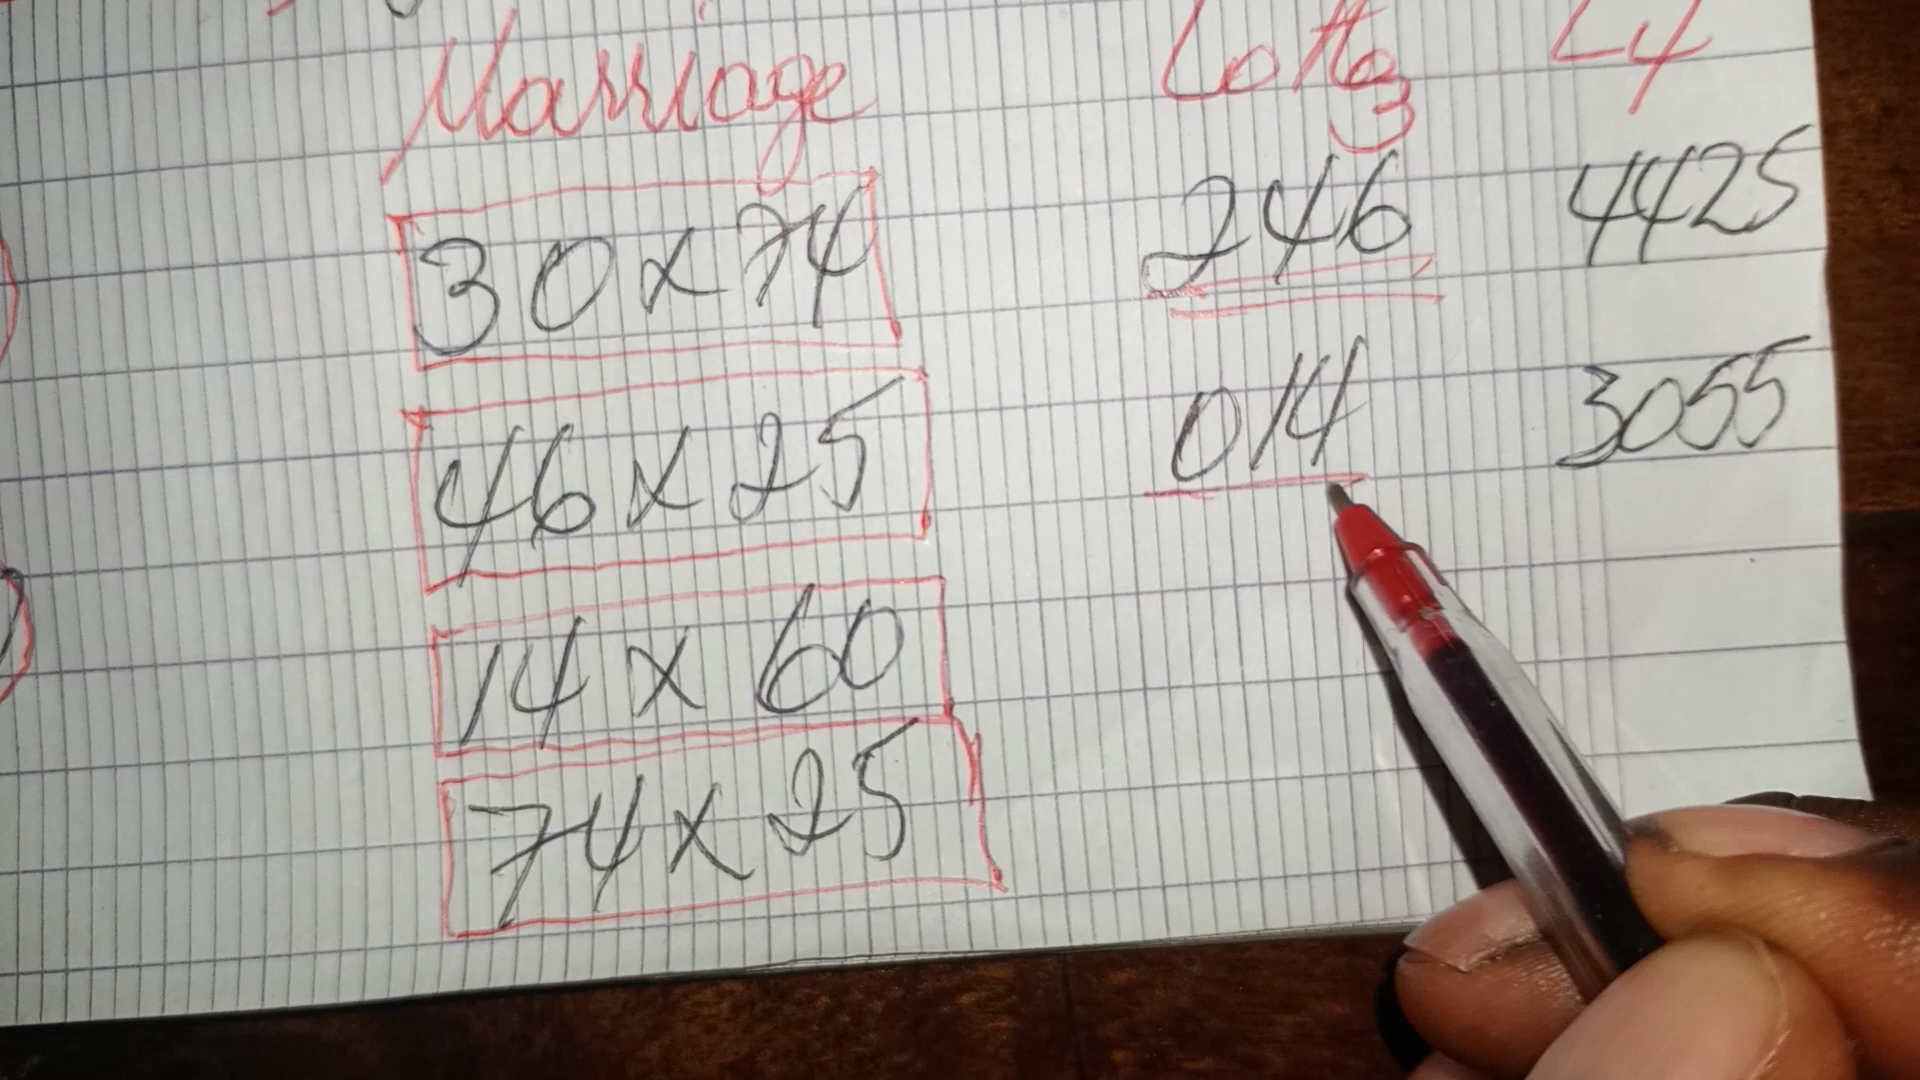 Marriage Lotto 3 L4
30 x 74 246 4425
46 x 25 014 3055
14 x 60
74 x 25